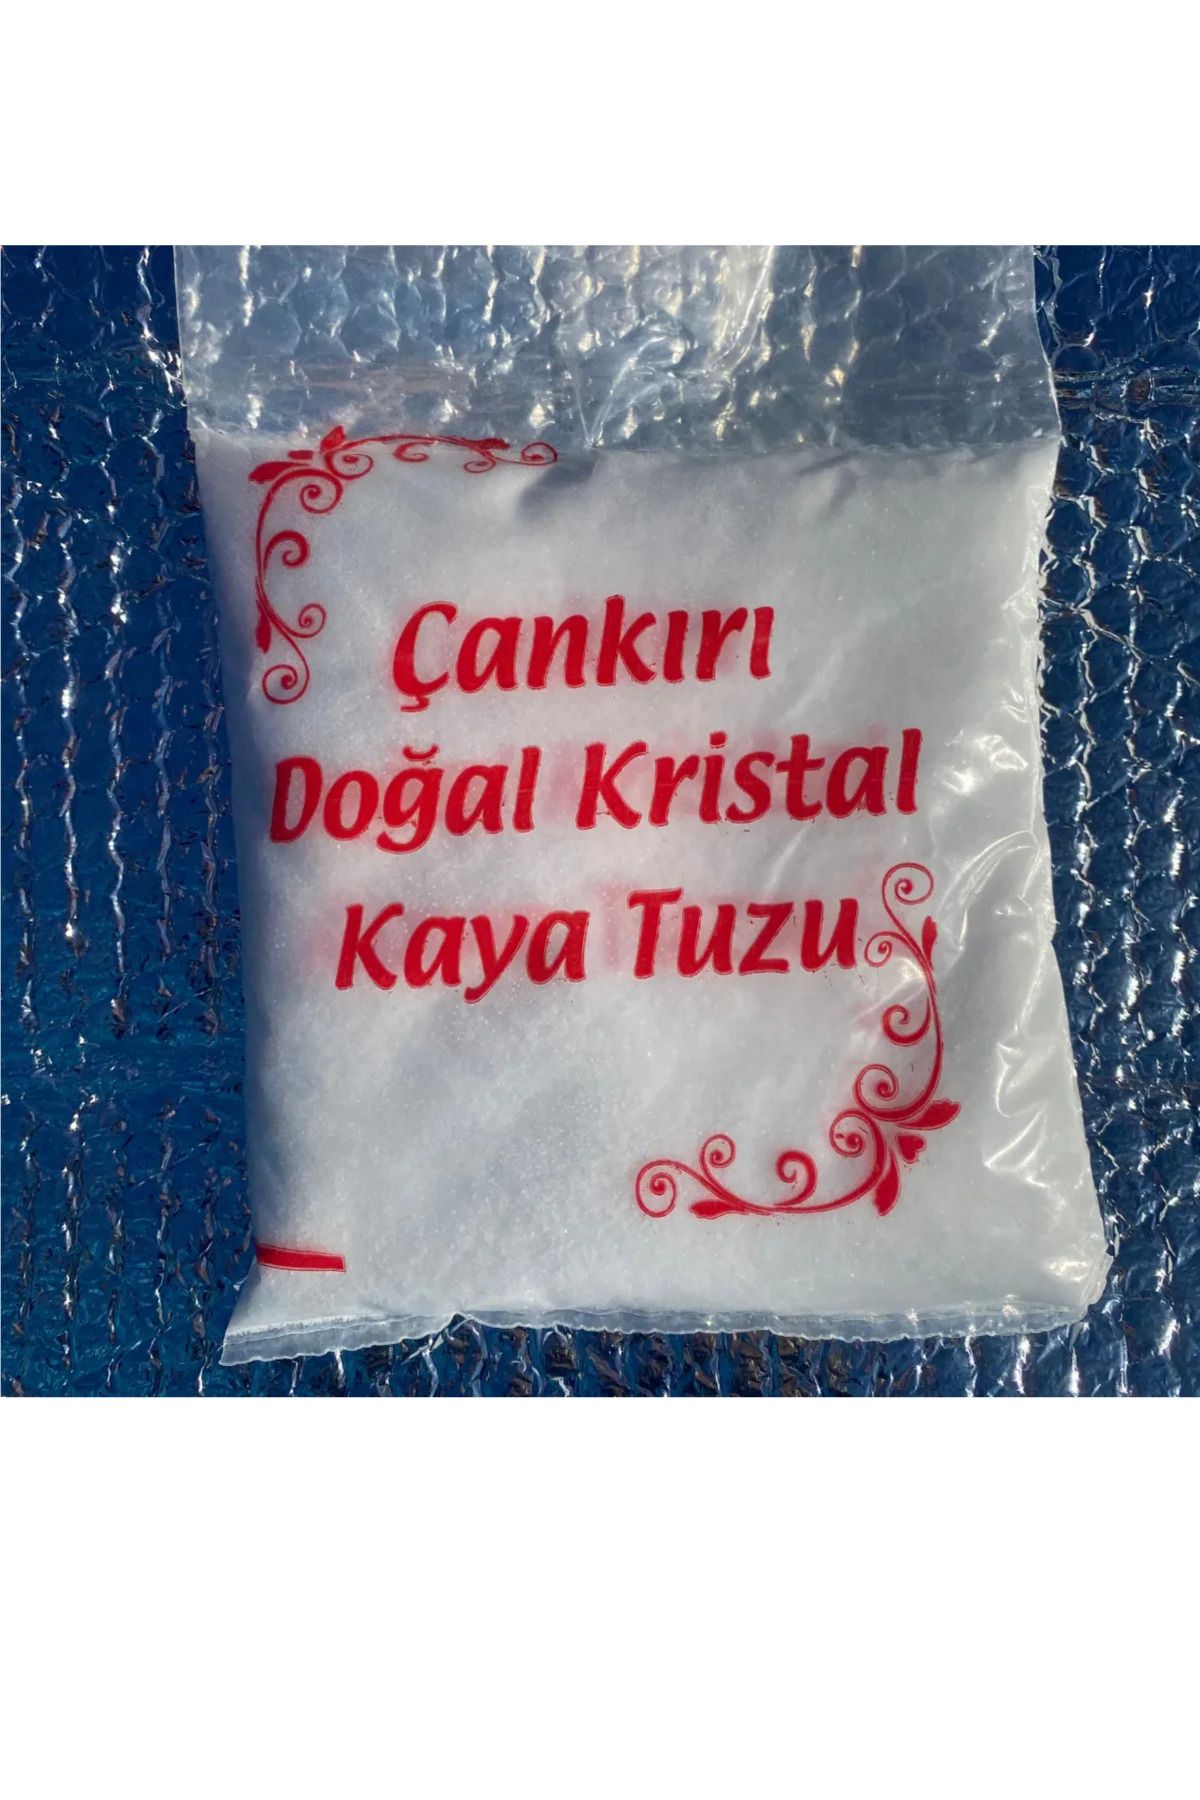 Çankırı
Doğal Kristal
Kaya Tuzu